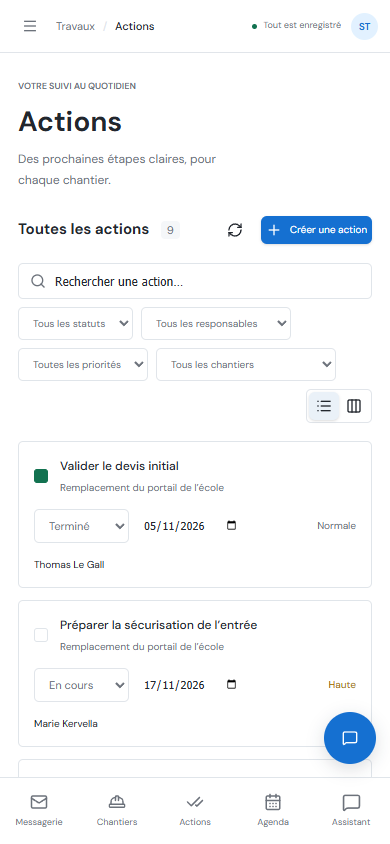 Travaux / Actions
Tout est enregistré
ST
VOTRE SUIVI AU QUOTIDIEN
Actions
Des prochaines étapes claires, pour
chaque chantier.
Toutes les actions 9
Créer une action
Rechercher une action...
Tous les statuts
Tous les responsables
Toutes les priorités
Tous les chantiers
Valider le devis initial
Remplacement du portail de l'école
Terminé
05/11/2026
Normale
Thomas Le Gall
Préparer la sécurisation de l'entrée
Remplacement du portail de l'école
En cours
17/11/2026
Haute
Marie Kervella
Messagerie
Chantiers
Actions
Agenda
Assistant